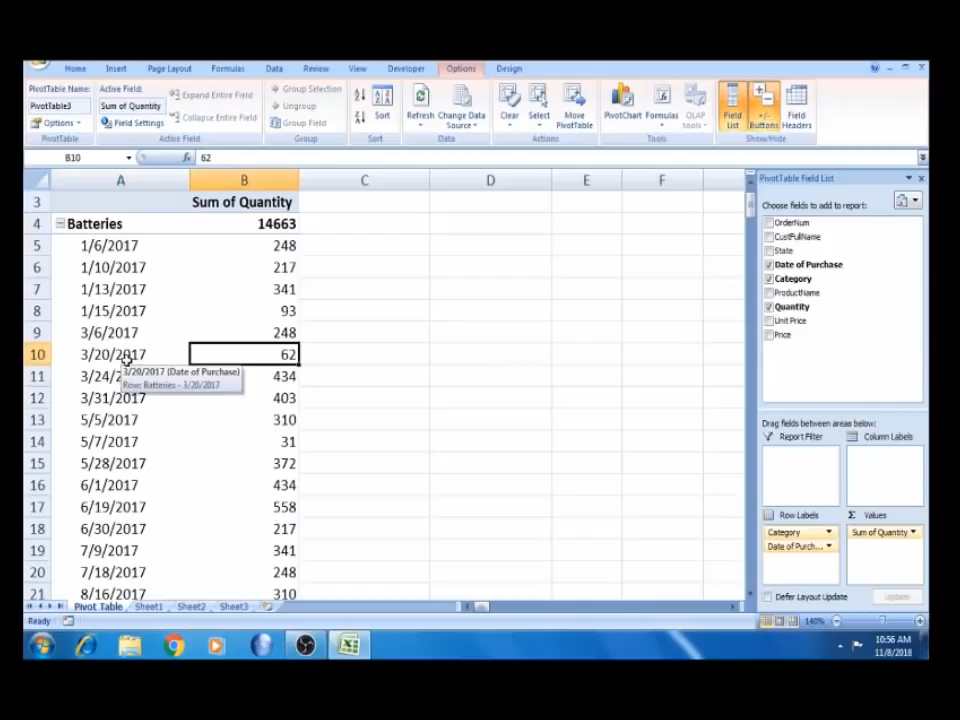 Home Insert Page Layout Formulas Data Review View Developer Options Design
PivotTable Name: Active Field: Expand Entire Field Group Selection
PivotTable3 Sum of Quantity Collapse Entire Field Ungroup Sort Refresh Change Data Source Clear Select Move PivotTable PivotChart Formulas OLAP tools Field List +/- Buttons Field Headers
Options Field Settings Group Field
PivotTable Active Field Group Sort Data Actions Tools Show/Hide
B10 fx 62
A B C D E F
3 Sum of Quantity
4 Batteries 14663
5 1/6/2017 248
6 1/10/2017 217
7 1/13/2017 341
8 1/15/2017 93
9 3/6/2017 248
10 3/20/2017 62
3/20/2017 (Date of Purchase)
Row: Batteries - 3/20/2017
11 3/24/2 434
12 3/31/2017 403
13 5/5/2017 310
14 5/7/2017 31
15 5/28/2017 372
16 6/1/2017 434
17 6/19/2017 558
18 6/30/2017 217
19 7/9/2017 341
20 7/18/2017 248
21 8/16/2017 310
PivotTable Field List
Choose fields to add to report:
OrderNum
CustFullName
State
Date of Purchase
Category
ProductName
Quantity
Unit Price
Price
Drag fields between areas below:
Report Filter Column Labels
Row Labels Σ Values
Category Sum of Quantity
Date of Purch...
Defer Layout Update Update
Pivot Table Sheet1 Sheet2 Sheet3
Ready 140%
10:56 AM
11/8/2018